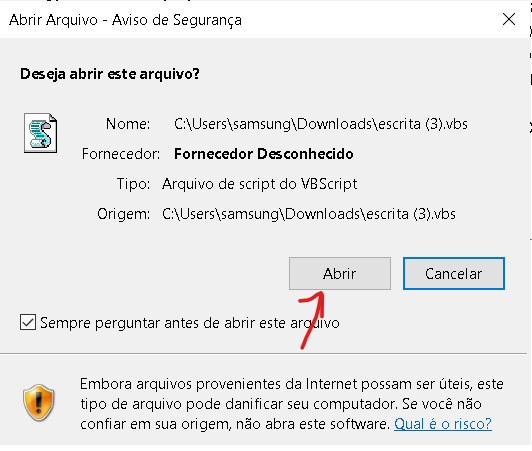 Abrir Arquivo - Aviso de Segurança
Deseja abrir este arquivo?
Nome: C:\Users\samsung\Downloads\escrita (3).vbs
Fornecedor: Fornecedor Desconhecido
Tipo: Arquivo de script do VBScript
Origem: C:\Users\samsung\Downloads\escrita (3).vbs
Abrir Cancelar
Sempre perguntar antes de abrir este arquivo
Embora arquivos provenientes da Internet possam ser úteis, este
tipo de arquivo pode danificar seu computador. Se você não
confiar em sua origem, não abra este software. Qual é o risco?